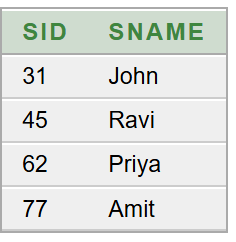 SID SNAME
31 John
45 Ravi
62 Priya
77 Amit